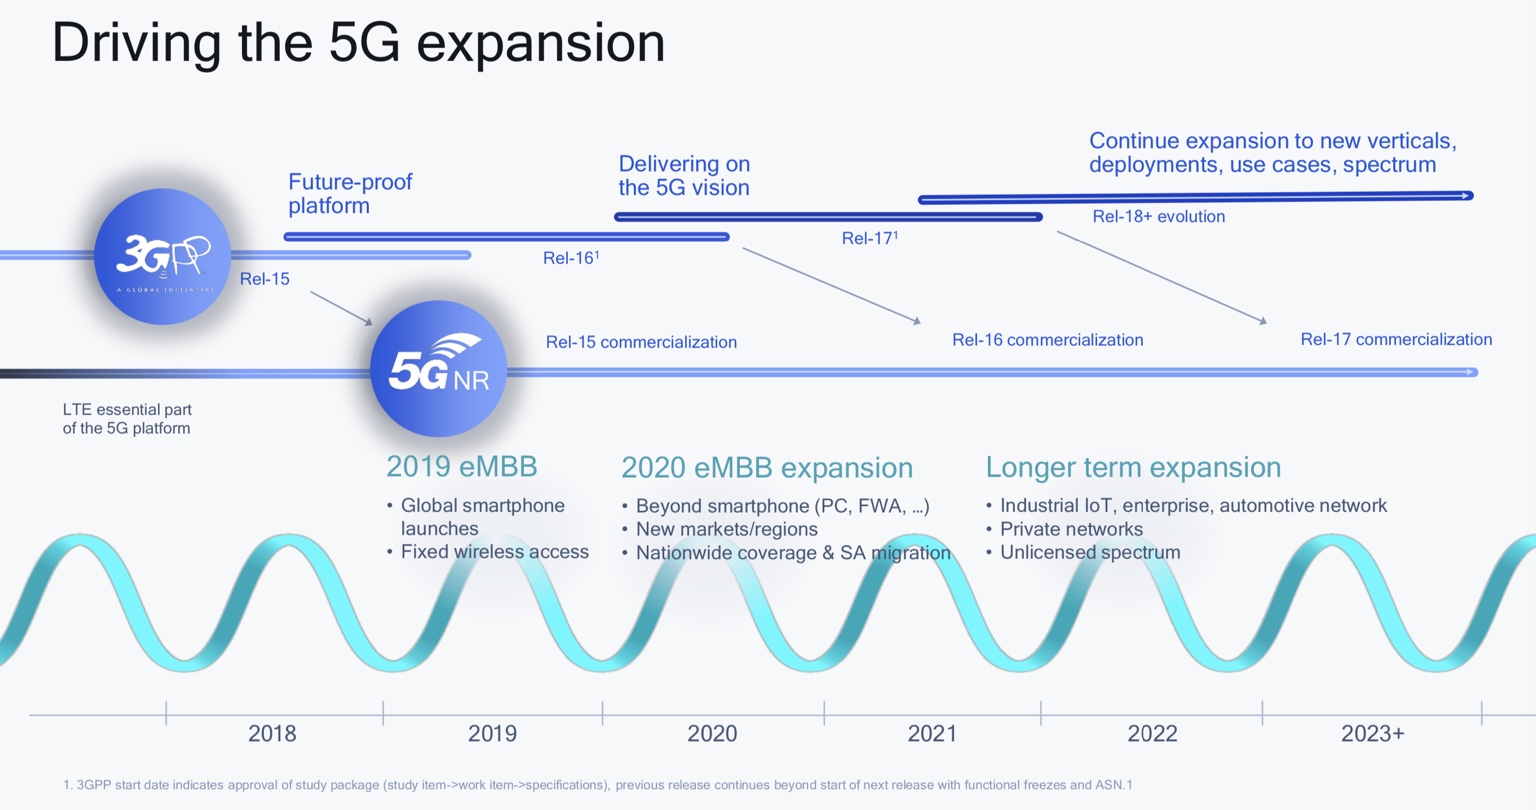 Driving the 5G expansion
Continue expansion to new verticals,
deployments, use cases, spectrum
Delivering on
the 5G vision
Future-proof
platform
Rel-18+ evolution
Rel-17¹
Rel-16¹
3GPP
A GLOBAL INITIATIVE
Rel-15
Rel-15 commercialization
Rel-16 commercialization
Rel-17 commercialization
5G NR
LTE essential part
of the 5G platform
2019 eMBB
• Global smartphone
launches
• Fixed wireless access
2020 eMBB expansion
• Beyond smartphone (PC, FWA, ...)
• New markets/regions
• Nationwide coverage & SA migration
Longer term expansion
• Industrial IoT, enterprise, automotive network
• Private networks
• Unlicensed spectrum
2018 2019 2020 2021 2022 2023+
1. 3GPP start date indicates approval of study package (study item->work item->specifications), previous release continues beyond start of next release with functional freezes and ASN.1